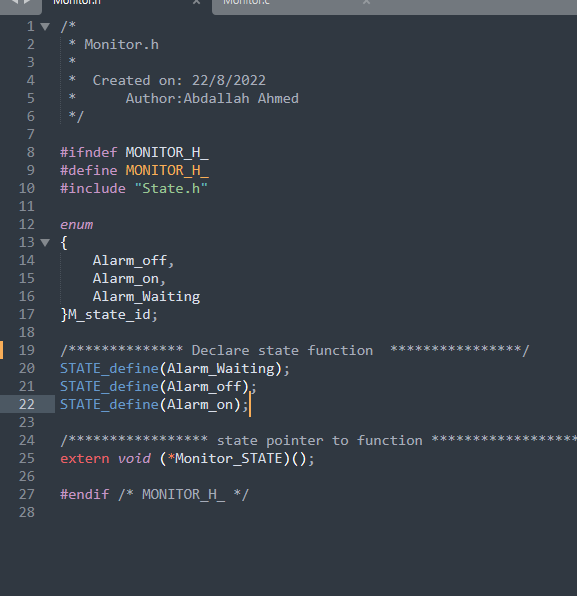 Monitor.h × Monitor.c ×
1 /*
2 * Monitor.h
3 *
4 * Created on: 22/8/2022
5 * Author:Abdallah Ahmed
6 */
7
8 #ifndef MONITOR_H_
9 #define MONITOR_H_
10 #include "State.h"
11
12 enum
13 {
14 Alarm_off,
15 Alarm_on,
16 Alarm_Waiting
17 }M_state_id;
18
19 /************** Declare state function ****************/
20 STATE_define(Alarm_Waiting);
21 STATE_define(Alarm_off);
22 STATE_define(Alarm_on);
23
24 /***************** state pointer to function ******************
25 extern void (*Monitor_STATE)();
26
27 #endif /* MONITOR_H_ */
28